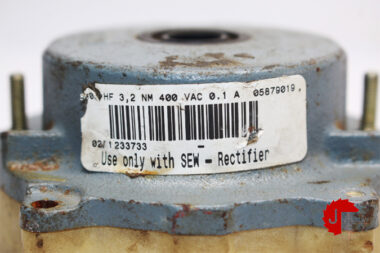 HF 3,2 NM 400 VAC 0.1 A 05879019
02/1233733 -
Use only with SEW - Rectifier
J